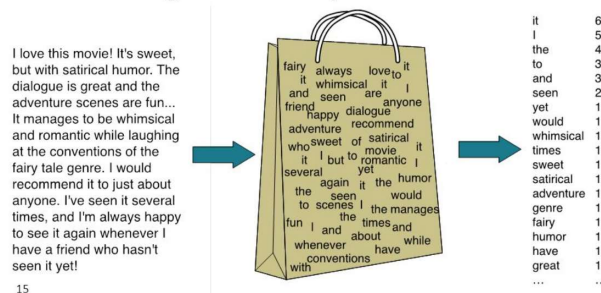 I love this movie! It's sweet,
but with satirical humor. The
dialogue is great and the
adventure scenes are fun...
It manages to be whimsical
and romantic while laughing
at the conventions of the
fairy tale genre. I would
recommend it to just about
anyone. I've seen it several
times, and I'm always happy
to see it again whenever I
have a friend who hasn't
seen it yet!
15
fairy always love to it
it whimsical it I
and seen are anyone
friend happy dialogue
adventure recommend
who sweet of satirical
it I but to romantic movie it
several yet I
again it the humor
the seen would
to scenes I the manages
fun I and the times and
about while
whenever have
conventions
with
it 6
I 5
the 4
to 3
and 3
seen 2
yet 1
would 1
whimsical 1
times 1
sweet 1
satirical 1
adventure 1
genre 1
fairy 1
humor 1
have 1
great 1
... ..